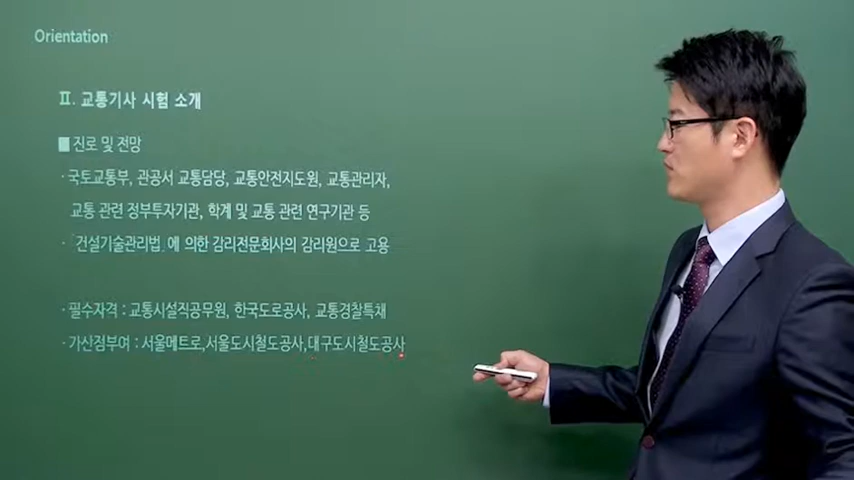 Orientation
Ⅱ. 교통기사 시험 소개
■진로 및 전망
· 국토교통부, 관공서 교통담당, 교통안전지도원, 교통관리자,
교통 관련 정부투자기관, 학계 및 교통 관련 연구기관 등
· 「건설기술관리법」에 의한 감리전문회사의 감리원으로 고용
· 필수자격 : 교통시설직공무원, 한국도로공사, 교통경찰특채
· 가산점부여 : 서울메트로,서울도시철도공사,대구도시철도공사